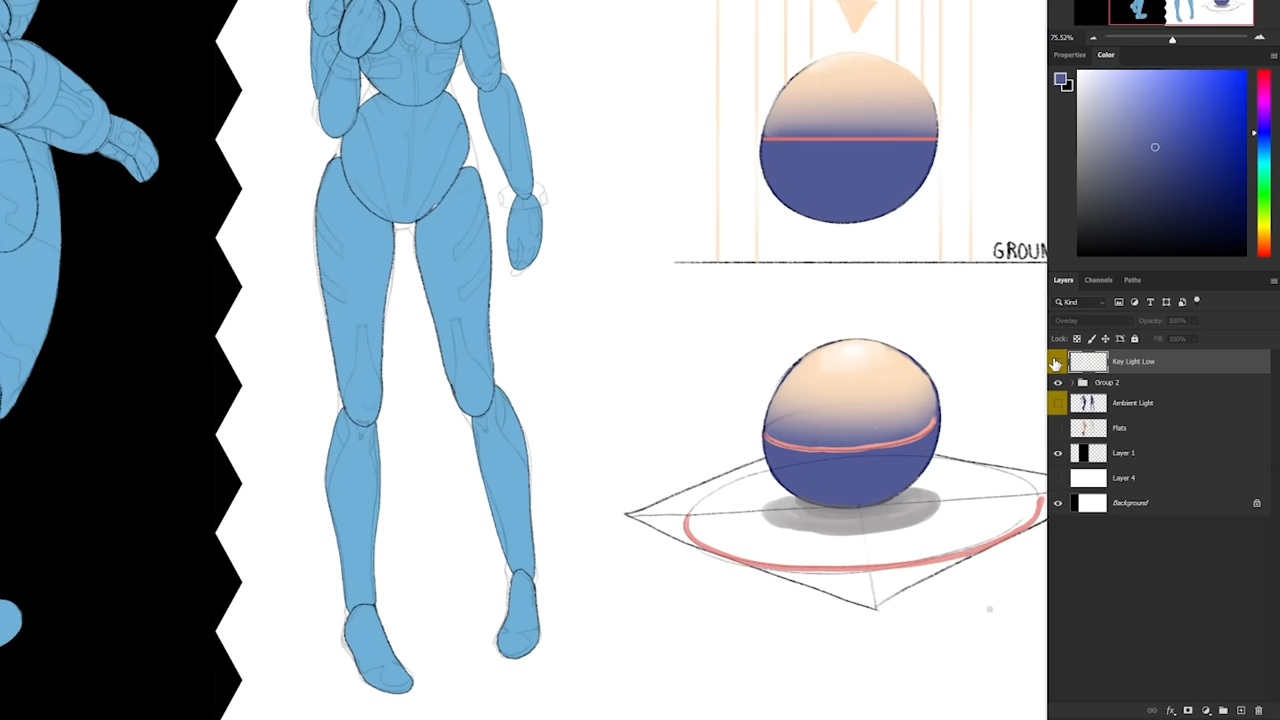 75.52%
Properties Color
GROUN
Layers Channels Paths
Kind
Overlay Opacity: 100%
Lock: Fill: 100%
Key Light Low
Group 2
Ambient Light
Flats
Layer 1
Layer 4
Background
fx